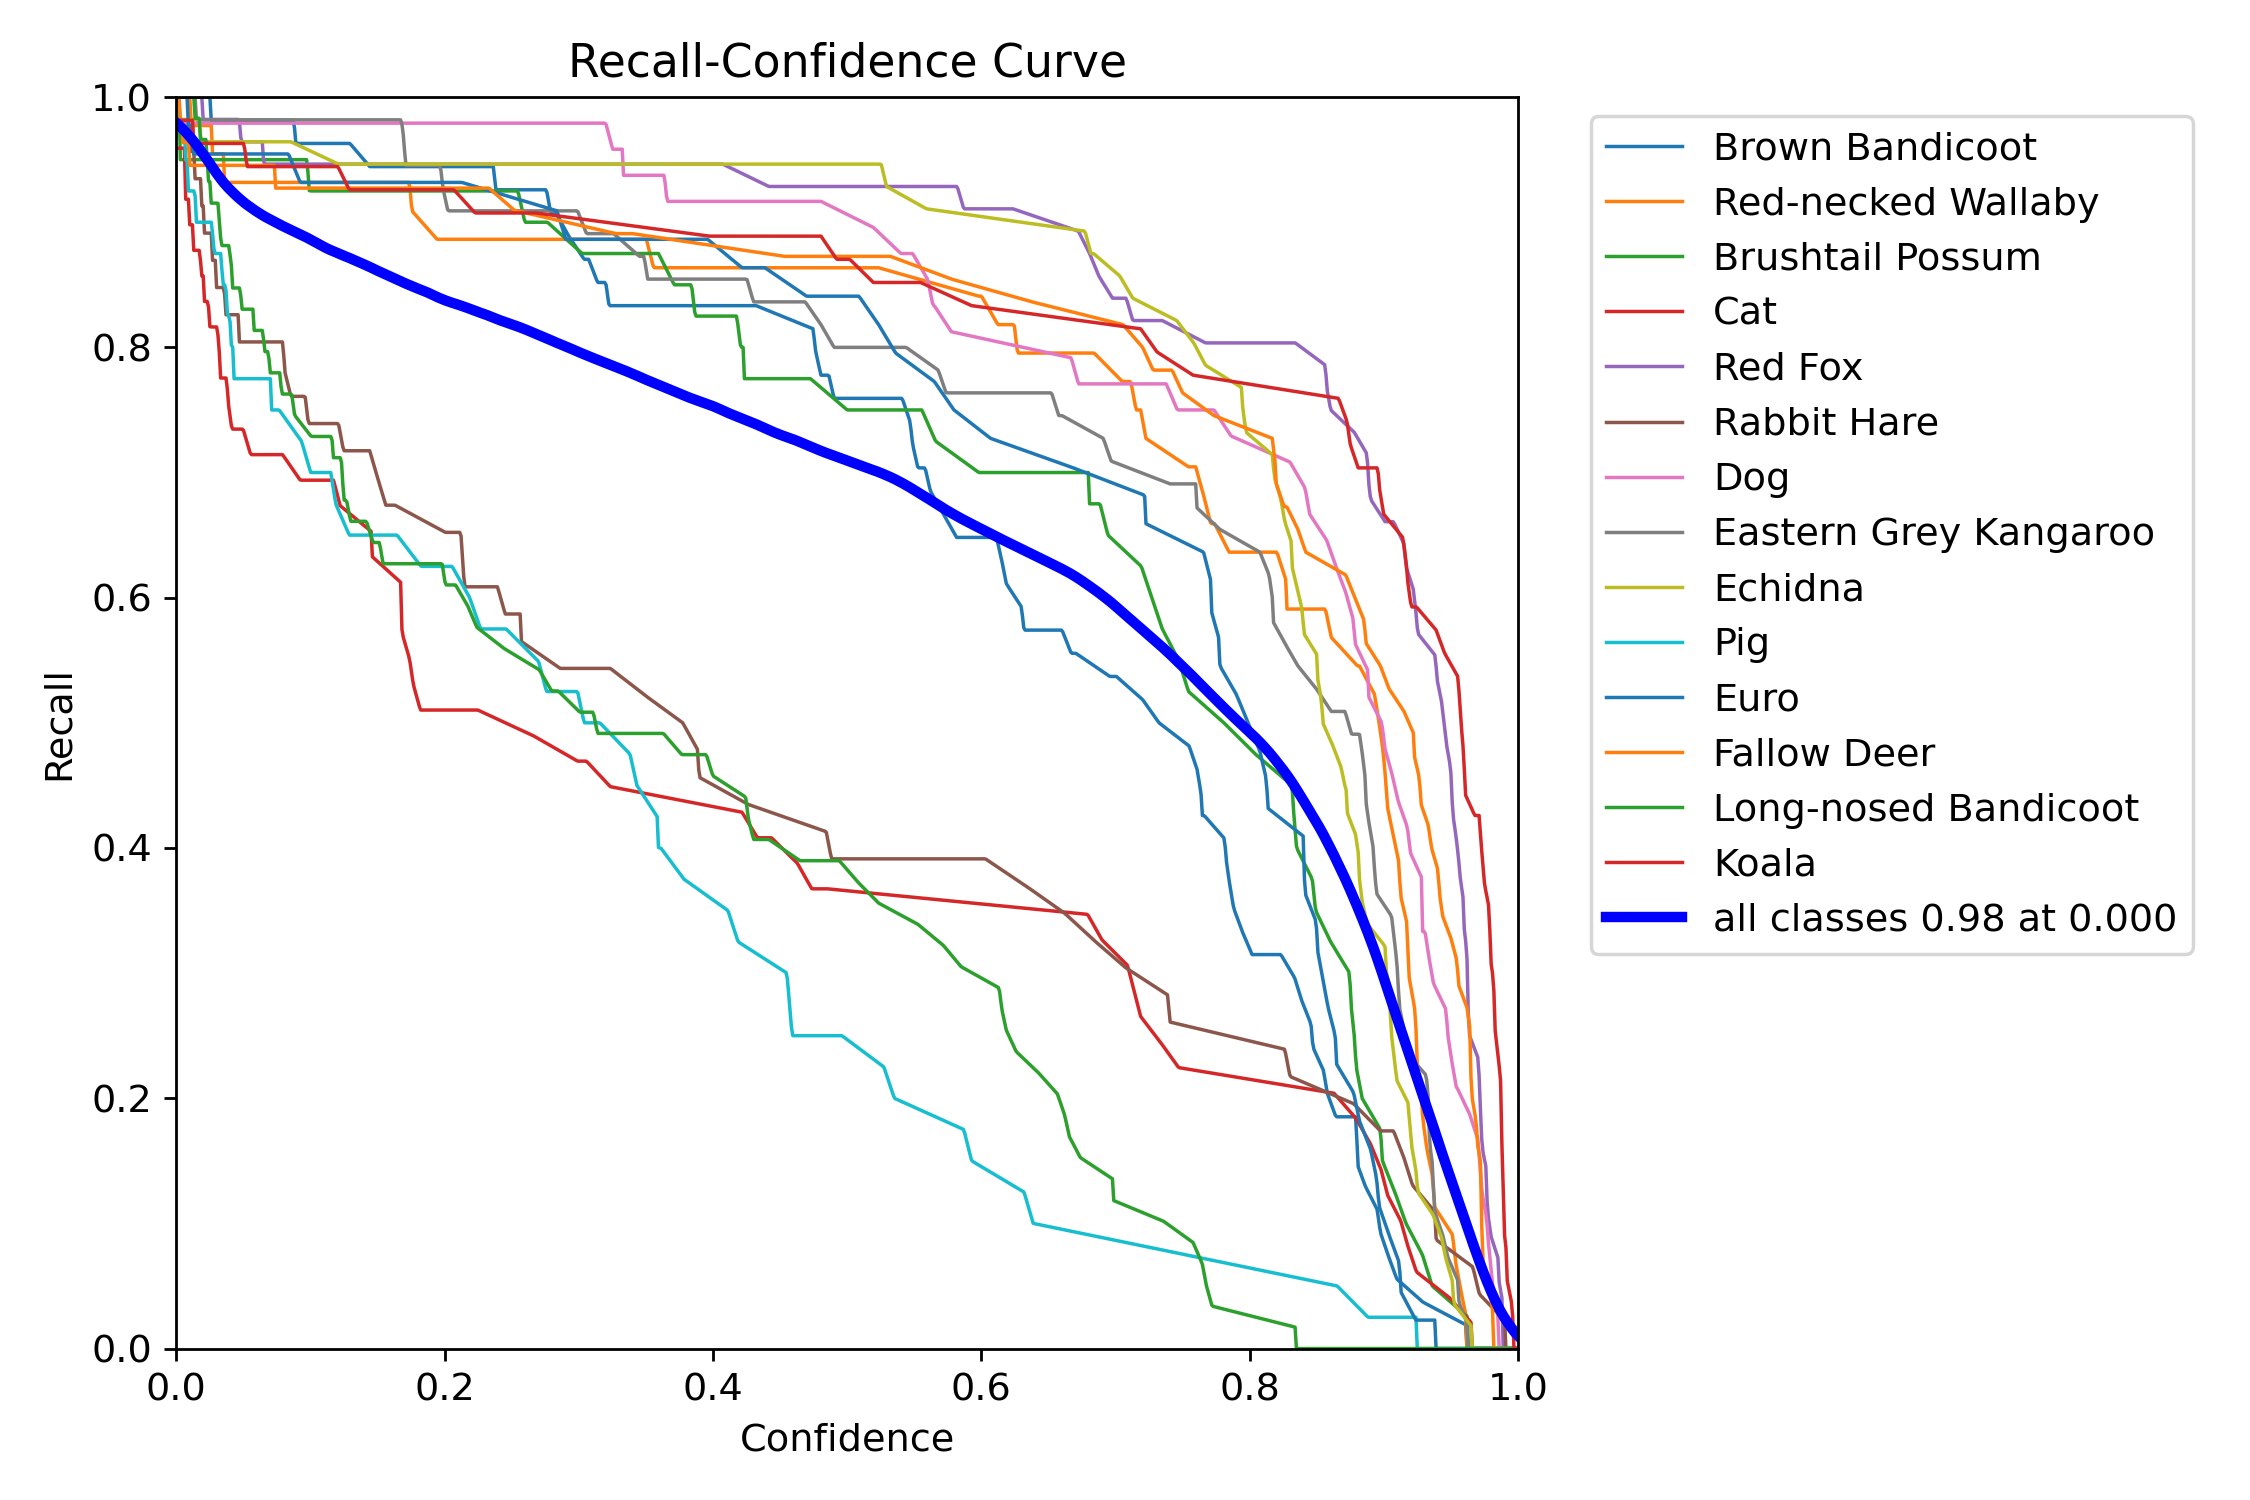 Recall-Confidence Curve
1.0
0.8
0.6
0.4
0.2
0.0
Recall
0.0 0.2 0.4 0.6 0.8 1.0
Confidence
Brown Bandicoot
Red-necked Wallaby
Brushtail Possum
Cat
Red Fox
Rabbit Hare
Dog
Eastern Grey Kangaroo
Echidna
Pig
Euro
Fallow Deer
Long-nosed Bandicoot
Koala
all classes 0.98 at 0.000